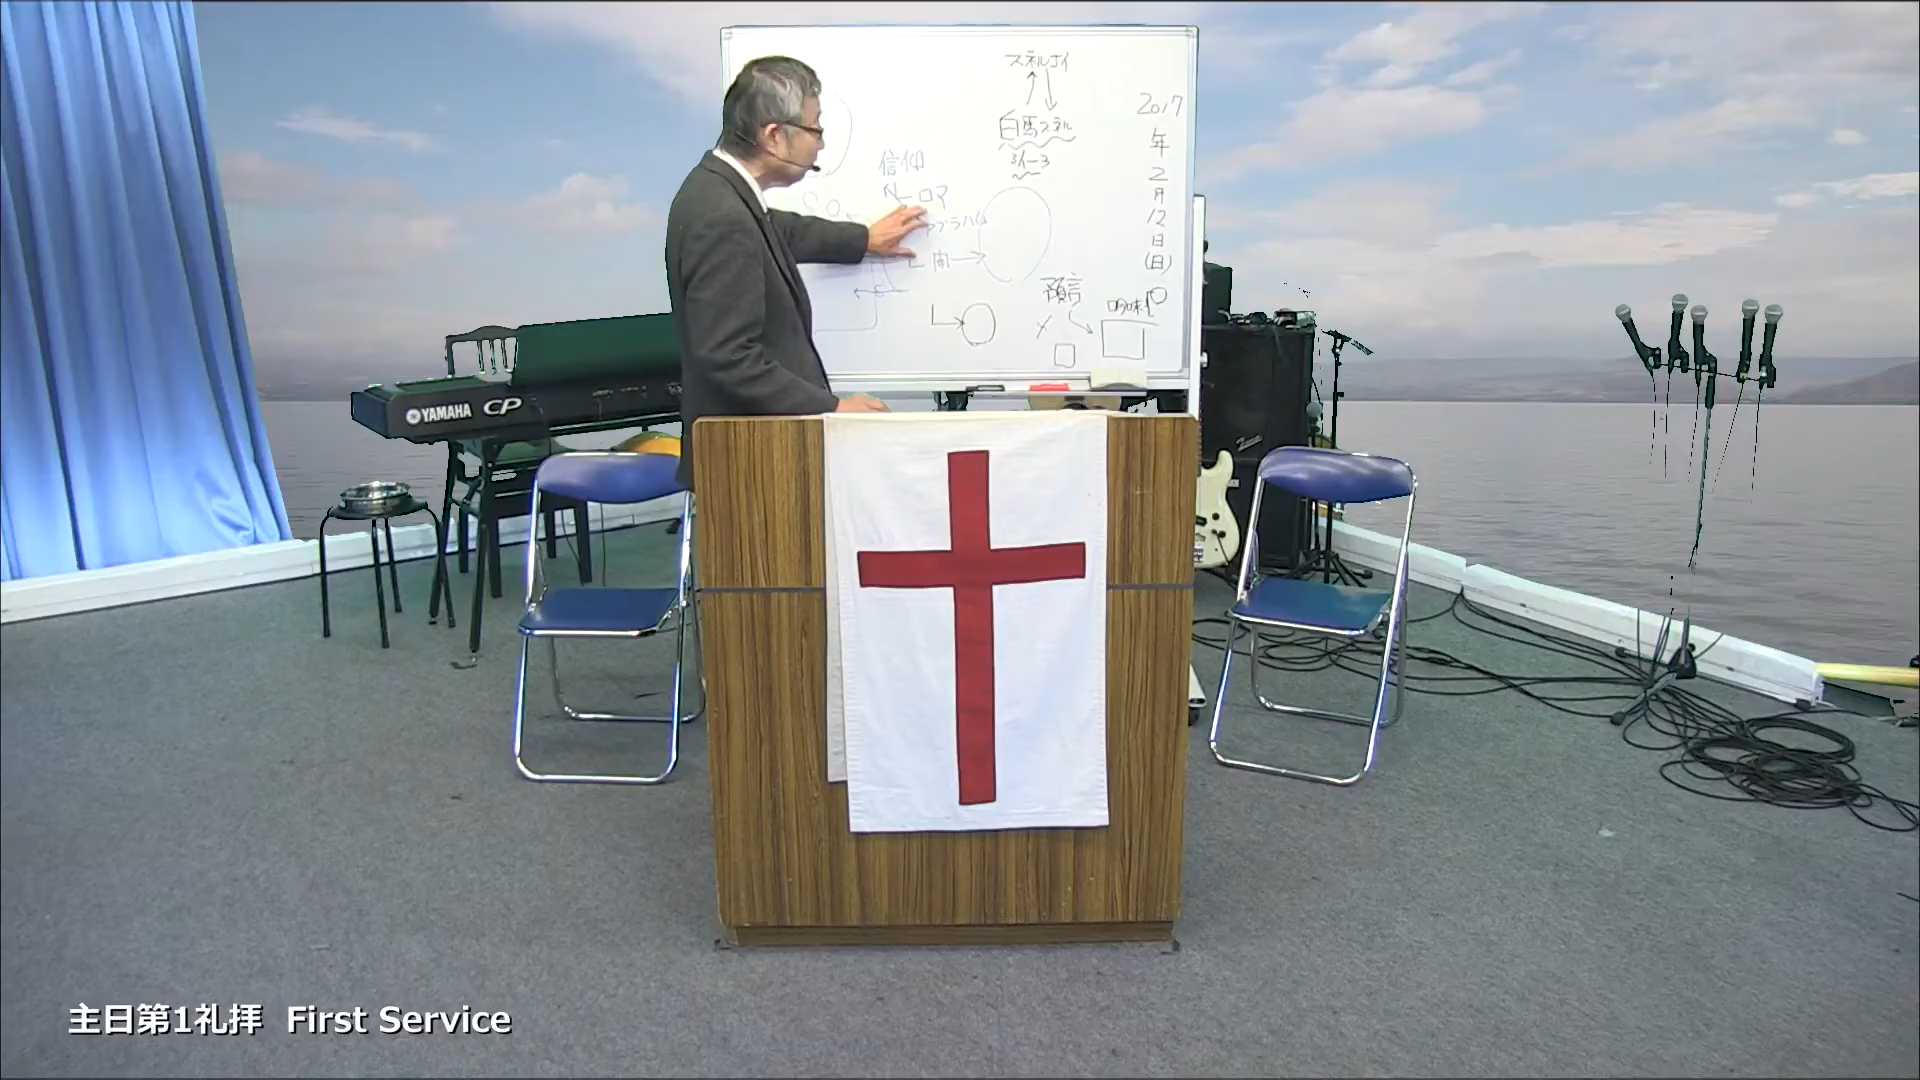 スネルゴイ
白馬スネル
3/1-3
2017
年
2
月
12
日
(日)
信仰
ロマ
アブラハム
開
預言
吟味
YAMAHA CP
主日第1礼拝 First Service